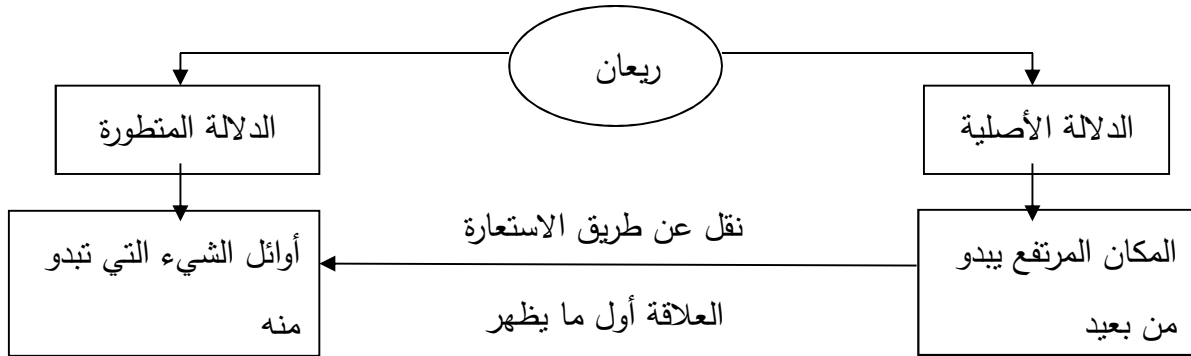 ريعان
الدلالة الأصلية
الدلالة المتطورة
المكان المرتفع يبدو
من بعيد
نقل عن طريق الاستعارة
العلاقة أول ما يظهر
أوائل الشيء التي تبدو
منه